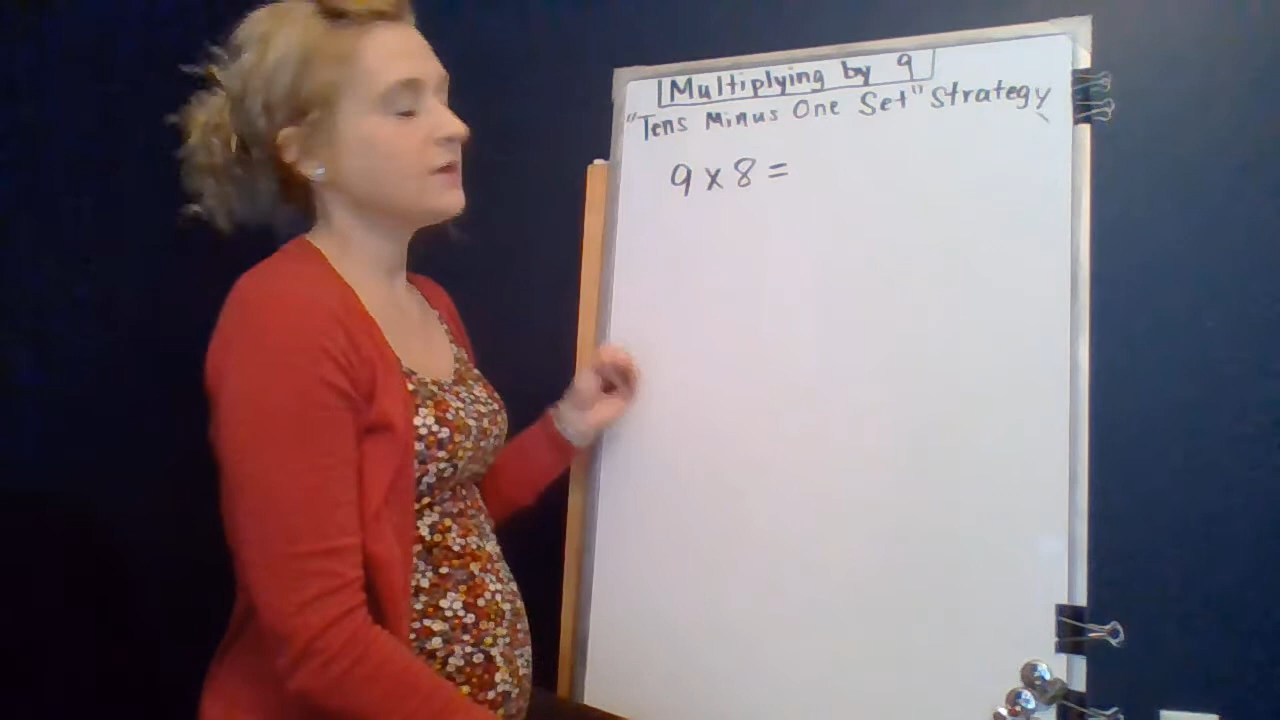 Multiplying by 9
"Tens Minus One Set" Strategy
9 x 8 =